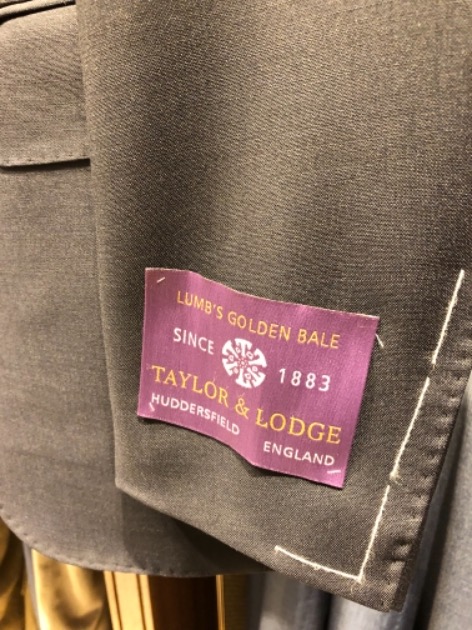 LUMB'S GOLDEN BALE
SINCE 1883
TAYLOR & LODGE
HUDDERSFIELD ENGLAND